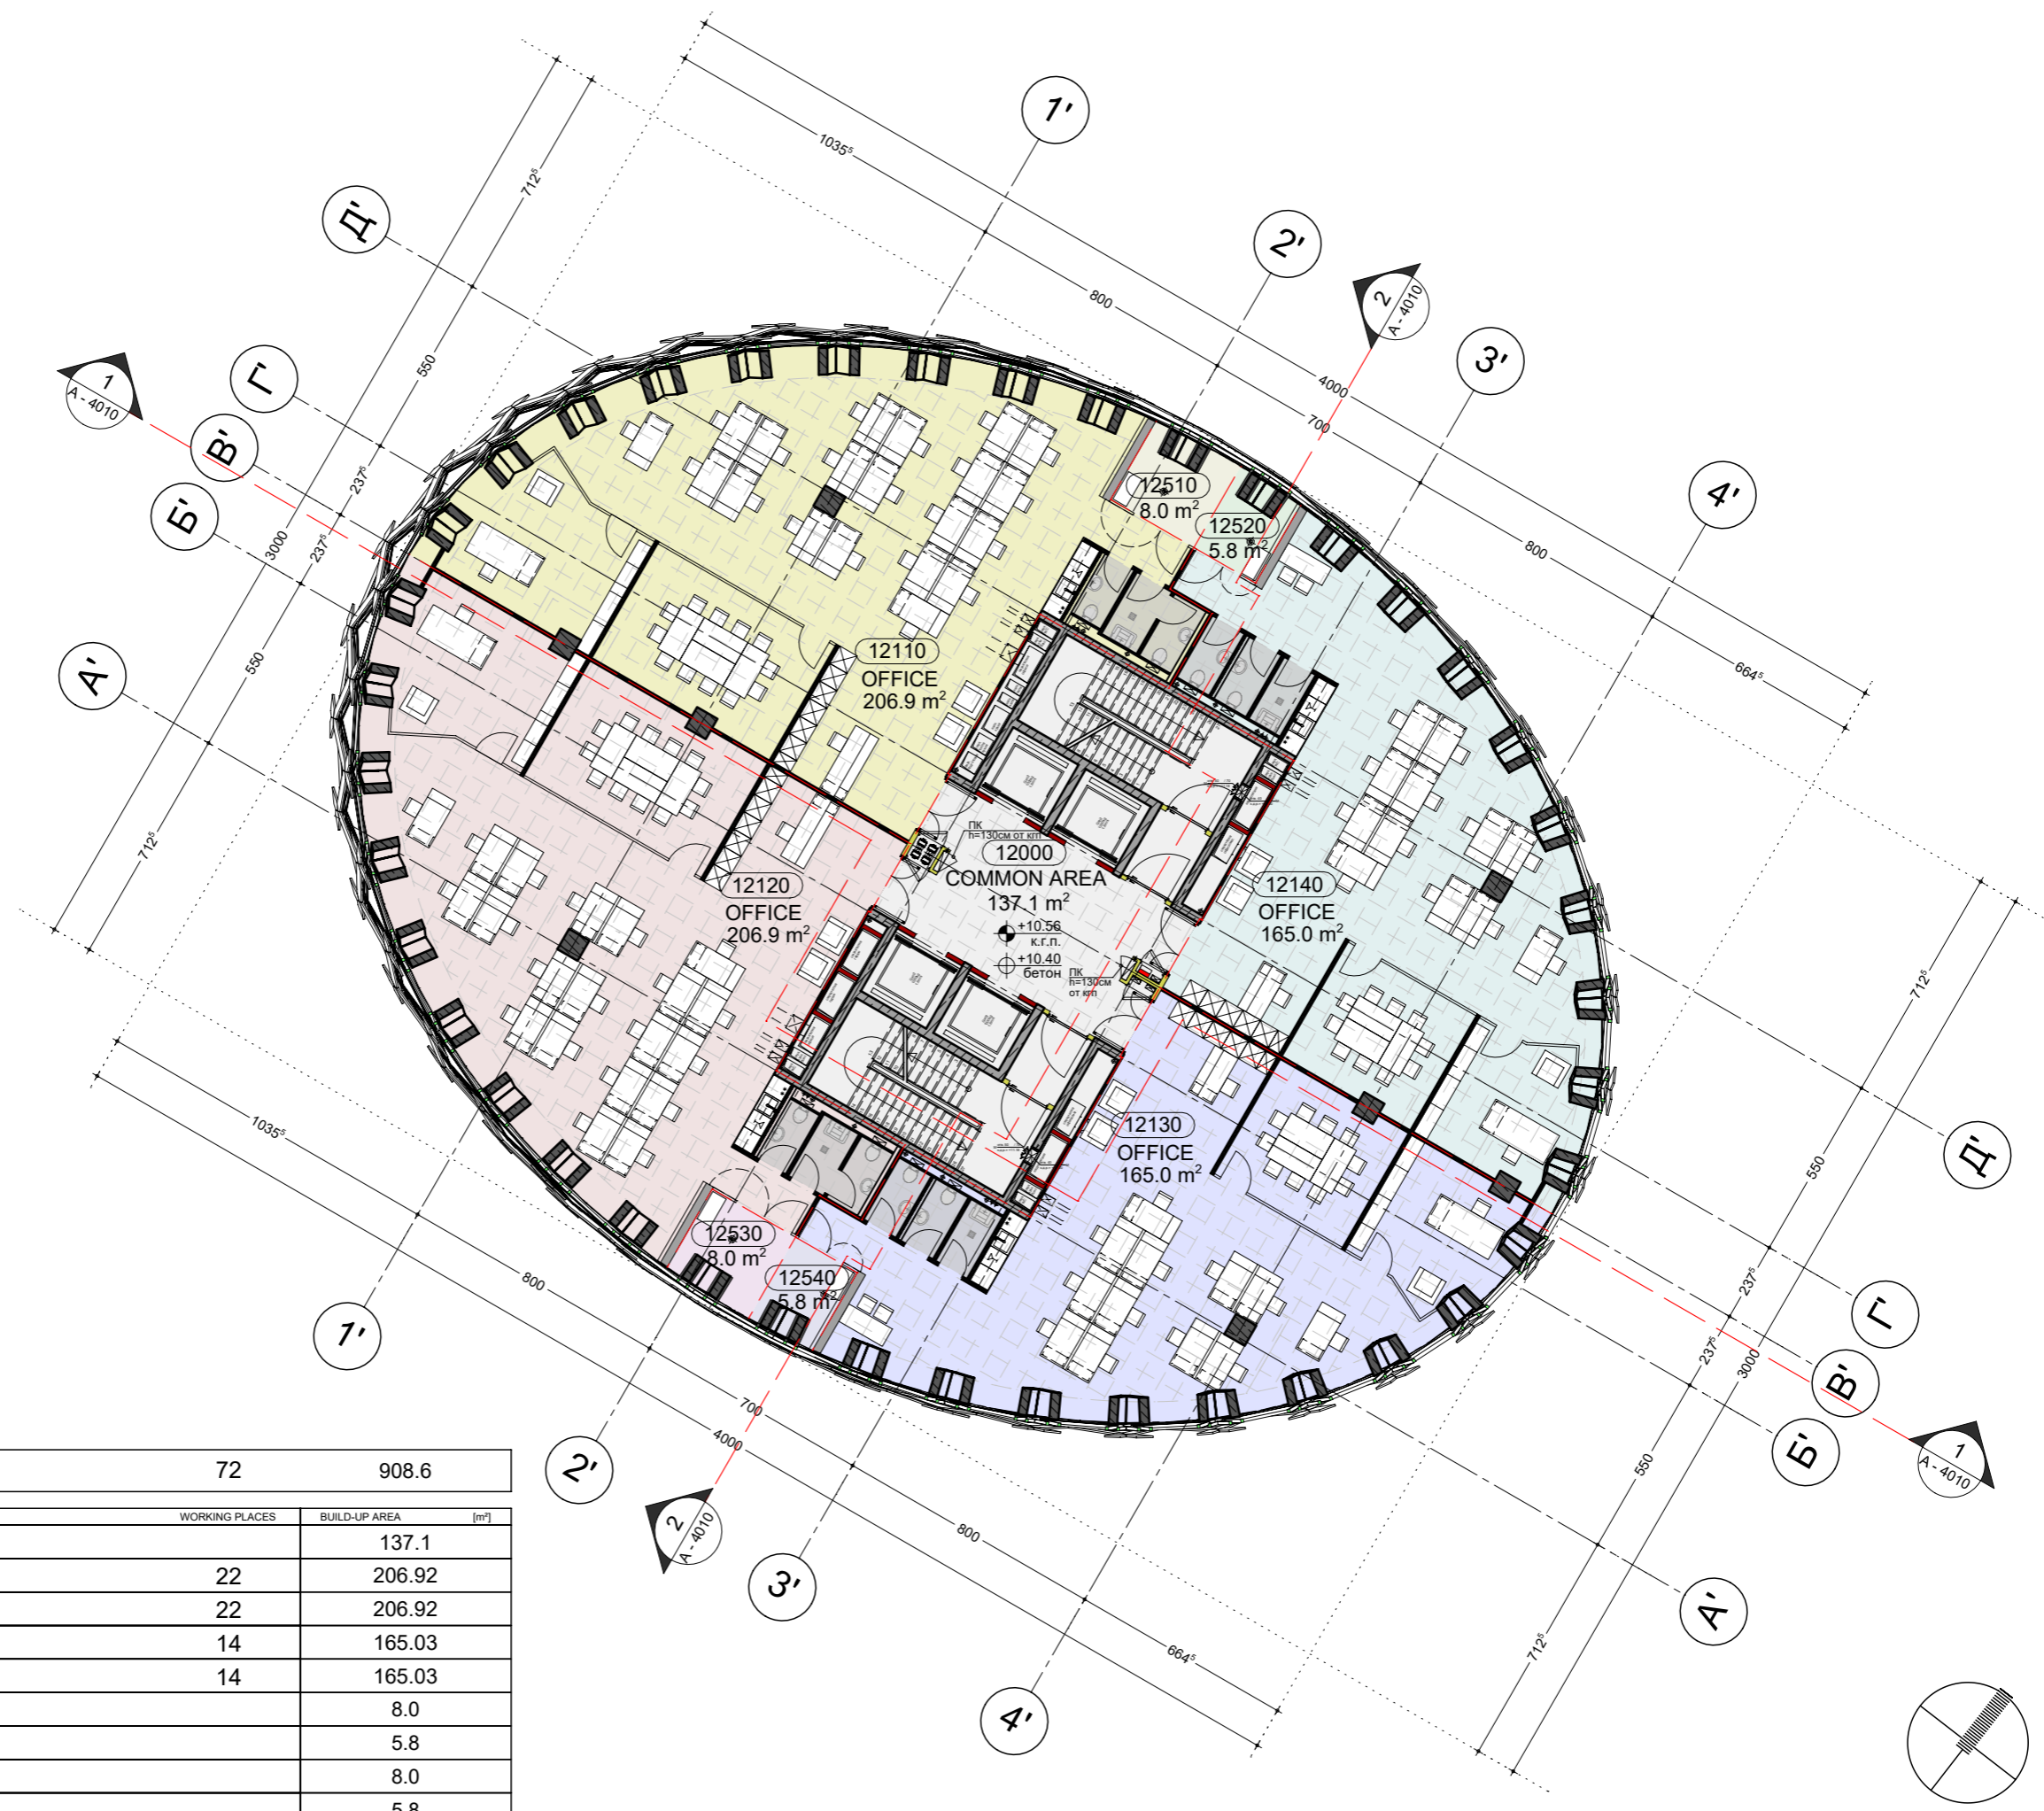 1'
2'
3'
4'
Д'
Г'
В'
Б'
А'
1
A - 4010
2
A - 4010
1035⁵
800
4000
700
800
664⁵
712⁵
550
237⁵
3000
237⁵
550
712⁵
12510
8.0 m²
12520
5.8 m²
12110
OFFICE
206.9 m²
ПК
h=130см от кгп
12000
COMMON AREA
137.1 m²
+10.56
к.г.п.
+10.40
бетон
ПК
h=130см
от кгп
12120
OFFICE
206.9 m²
12140
OFFICE
165.0 m²
12130
OFFICE
165.0 m²
12530
8.0 m²
12540
5.8 m²
1035⁵
800
700
4000
800
664⁵
712⁵
550
237⁵
3000
237⁵
550
712⁵
Д'
Г'
В'
Б'
А'
1
A - 4010
1'
2'
2
A - 4010
3'
4'
72 908.6
WORKING PLACES BUILD-UP AREA [m²]
137.1
22 206.92
22 206.92
14 165.03
14 165.03
8.0
5.8
8.0
5.8